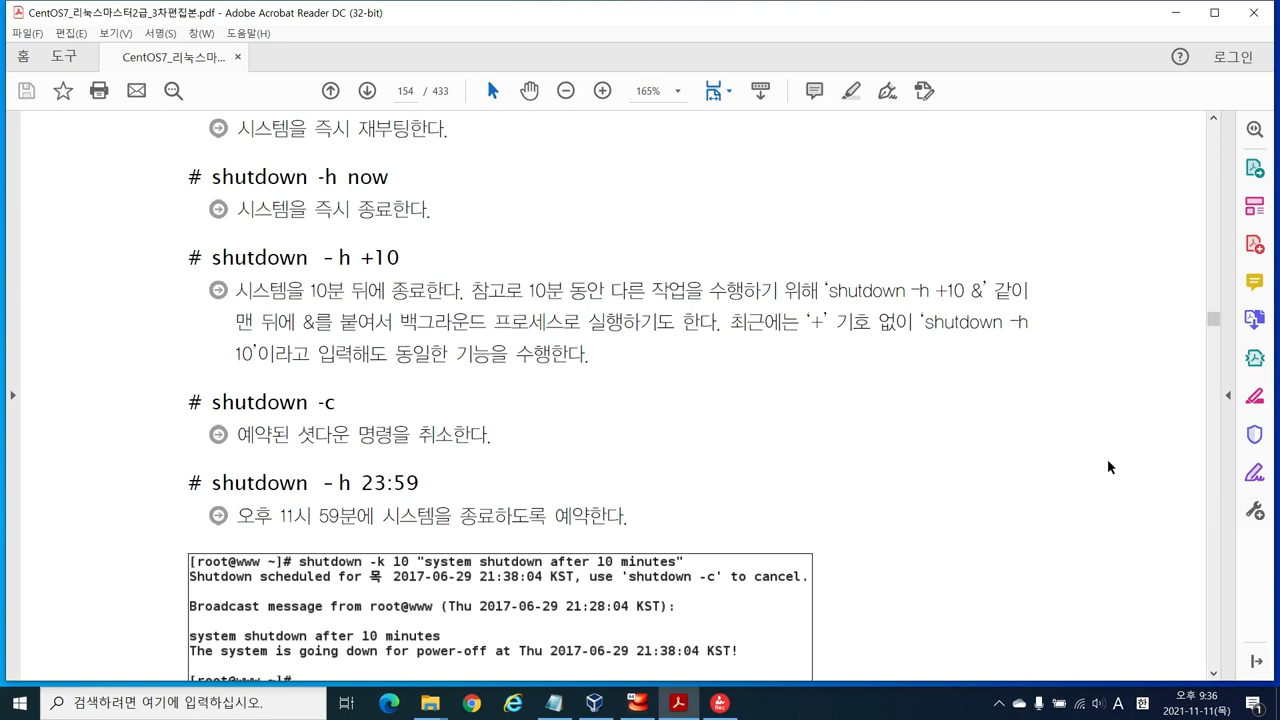 CentOS7_리눅스마스터2급_3차편집본.pdf - Adobe Acrobat Reader DC (32-bit)
파일(F) 편집(E) 보기(V) 서명(S) 창(W) 도움말(H)
홈 도구 CentOS7_리눅스마... × 로그인
154 / 433 165%
시스템을 즉시 재부팅한다.
# shutdown -h now
시스템을 즉시 종료한다.
# shutdown –h +10
시스템을 10분 뒤에 종료한다. 참고로 10분 동안 다른 작업을 수행하기 위해 ‘shutdown –h +10 &’ 같이
맨 뒤에 &를 붙여서 백그라운드 프로세스로 실행하기도 한다. 최근에는 ‘+’ 기호 없이 ‘shutdown –h
10’이라고 입력해도 동일한 기능을 수행한다.
# shutdown -c
예약된 셧다운 명령을 취소한다.
# shutdown –h 23:59
오후 11시 59분에 시스템을 종료하도록 예약한다.
[root@www ~]# shutdown -k 10 "system shutdown after 10 minutes"
Shutdown scheduled for 목 2017-06-29 21:38:04 KST, use 'shutdown -c' to cancel.
Broadcast message from root@www (Thu 2017-06-29 21:28:04 KST):
system shutdown after 10 minutes
The system is going down for power-off at Thu 2017-06-29 21:38:04 KST!
[root@www ~]#
검색하려면 여기에 입력하십시오.
Rec
A 한
오후 9:36
2021-11-11(목)
1